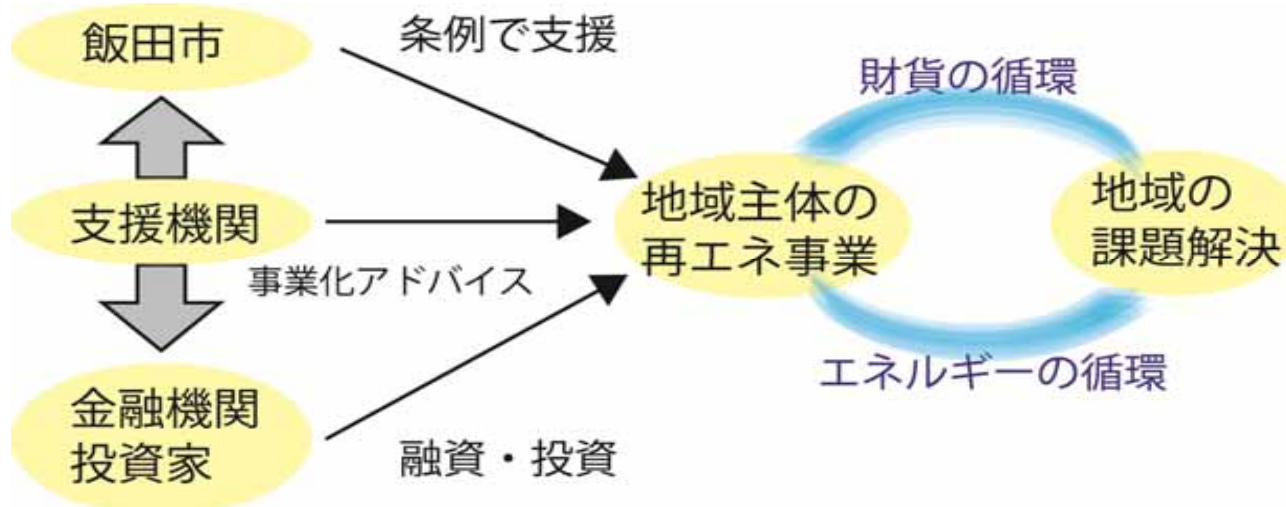 飯田市
条例で支援
財貨の循環
支援機関
事業化アドバイス
地域主体の
再エネ事業
地域の
課題解決
エネルギーの循環
金融機関
投資家
融資・投資